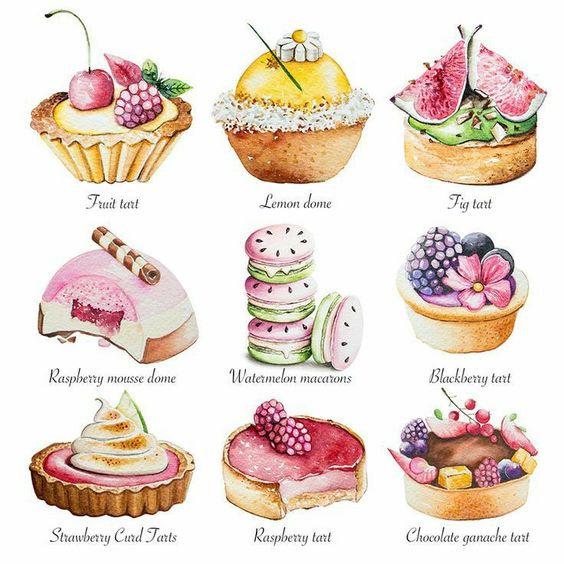 Fruit tart
Lemon dome
Fig tart
Raspberry mousse dome
Watermelon macarons
Blackberry tart
Strawberry Curd Tarts
Raspberry tart
Chocolate ganache tart